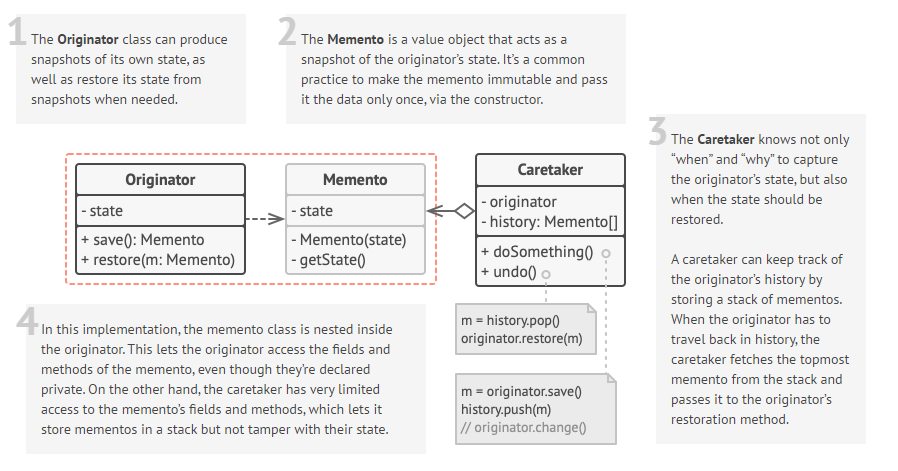 1
The Originator class can produce
snapshots of its own state, as
well as restore its state from
snapshots when needed.
2
The Memento is a value object that acts as a
snapshot of the originator's state. It's a common
practice to make the memento immutable and pass
it the data only once, via the constructor.
3
The Caretaker knows not only
“when” and “why” to capture
the originator's state, but also
when the state should be
restored.
A caretaker can keep track of
the originator's history by
storing a stack of mementos.
When the originator has to
travel back in history, the
caretaker fetches the topmost
memento from the stack and
passes it to the originator's
restoration method.
Originator
- state
+ save(): Memento
+ restore(m: Memento)
Memento
- state
- Memento(state)
- getState()
Caretaker
- originator
- history: Memento[]
+ doSomething()
+ undo()
m = history.pop()
originator.restore(m)
m = originator.save()
history.push(m)
// originator.change()
4
In this implementation, the memento class is nested inside
the originator. This lets the originator access the fields and
methods of the memento, even though they're declared
private. On the other hand, the caretaker has very limited
access to the memento's fields and methods, which lets it
store mementos in a stack but not tamper with their state.